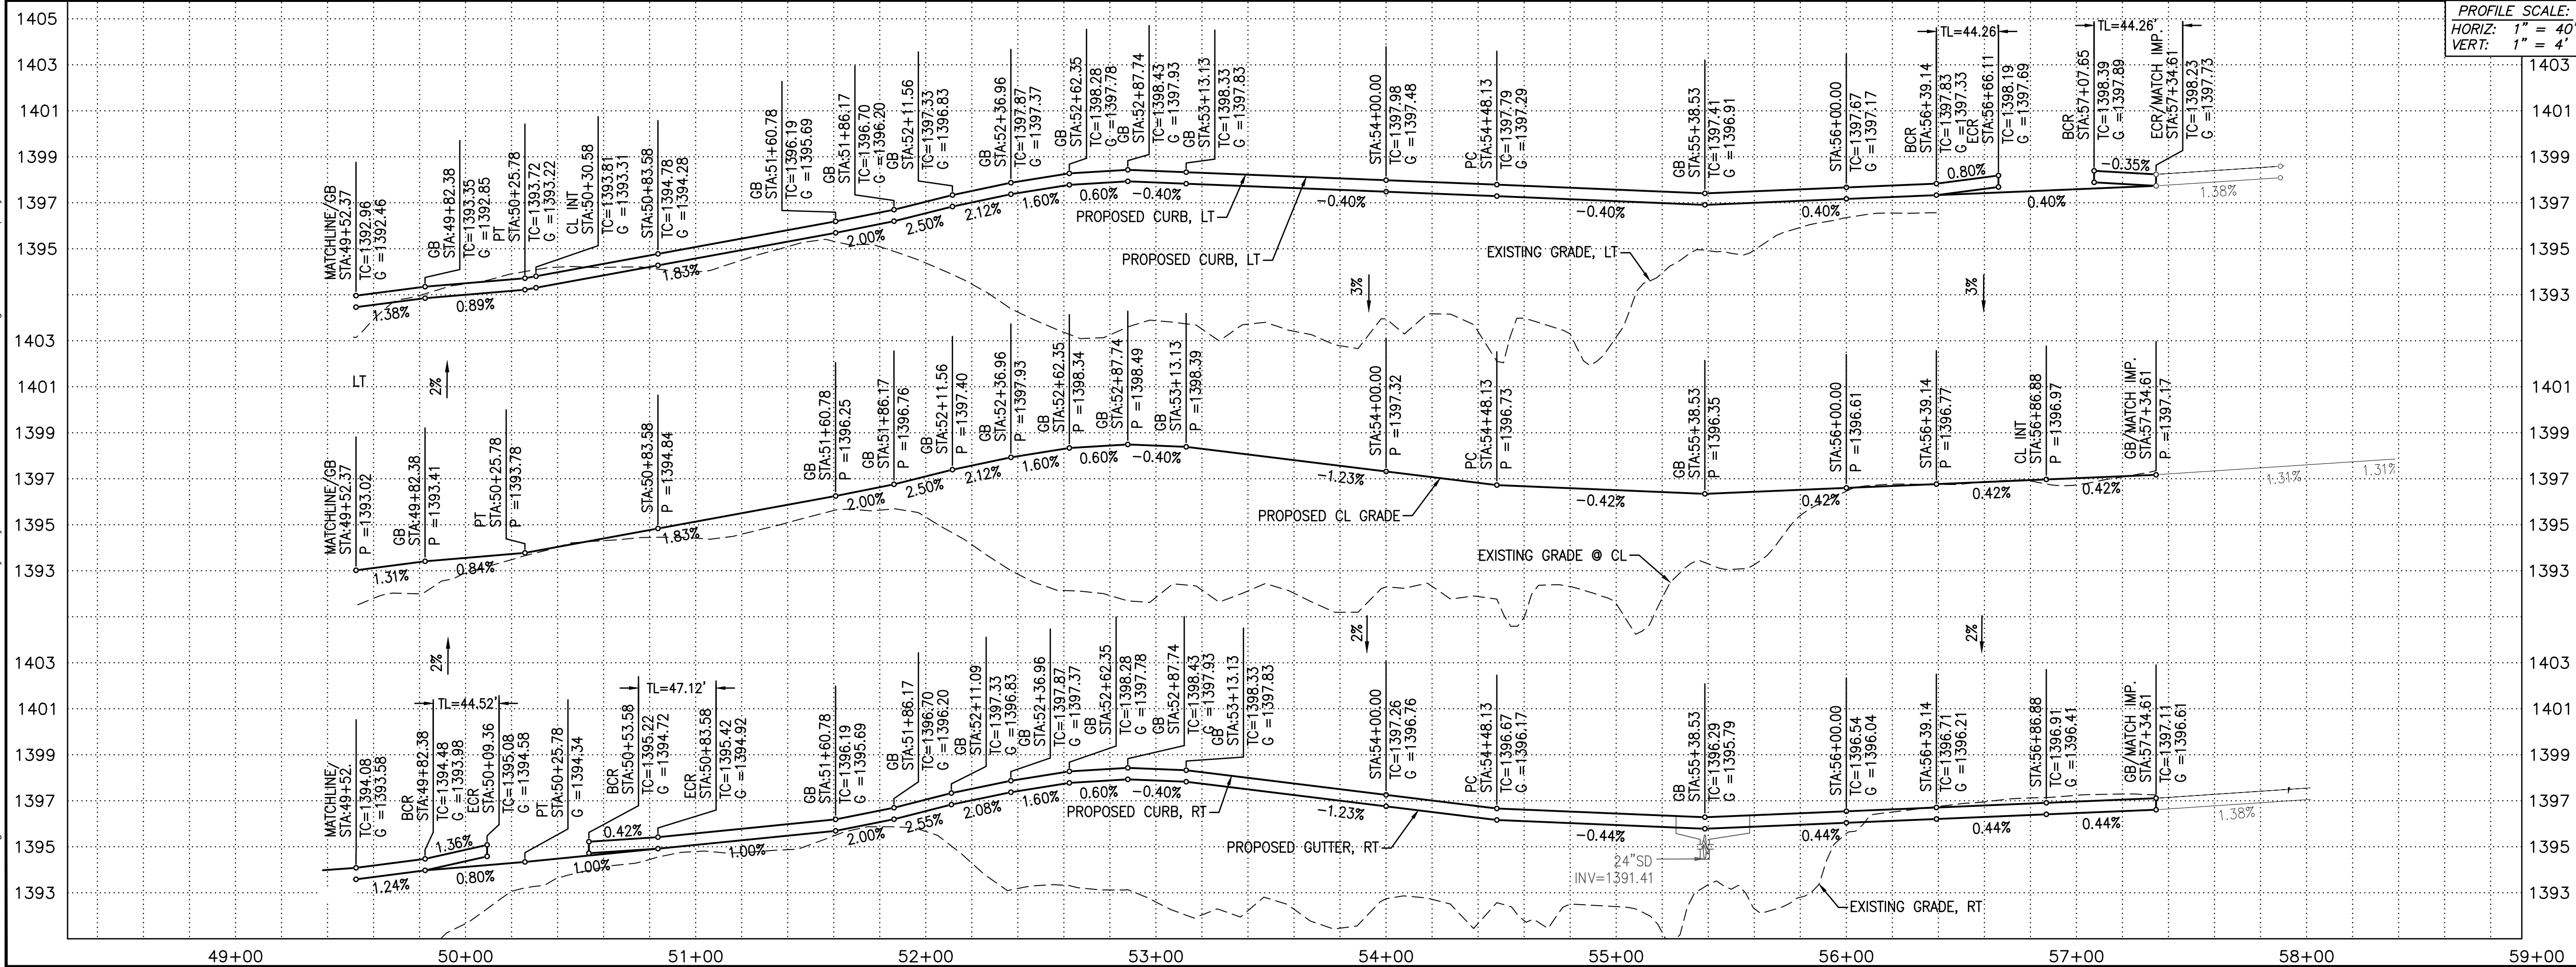 PROFILE SCALE:
HORIZ: 1" = 40'
VERT: 1" = 4'
1405
1403
1401
1399
1397
1395
1393
1403
1401
1399
1397
1395
1393
MATCHLINE/GB
STA:49+52.37
TC=1392.96
G =1392.46
GB
STA:49+82.38
TC=1393.35
G =1392.85
PT
STA:50+25.78
TC=1393.72
G =1393.22
CL INT
STA:50+30.58
TC=1393.81
G =1393.31
STA:50+83.58
TC=1394.78
G =1394.28
GB
STA:51+60.78
TC=1396.19
G =1395.69
GB
STA:51+86.17
TC=1396.70
G =1396.20
GB
STA:52+11.56
TC=1397.33
G =1396.83
GB
STA:52+36.96
TC=1397.87
G =1397.37
GB
STA:52+62.35
TC=1398.28
G =1397.78
GB
STA:52+87.74
TC=1398.43
G =1397.93
GB
STA:53+13.13
TC=1398.33
G =1397.83
STA:54+00.00
TC=1397.98
G =1397.48
PC
STA:54+48.13
TC=1397.79
G =1397.29
GB
STA:55+38.53
TC=1397.41
G =1396.91
STA:56+00.00
TC=1397.67
G =1397.17
TL=44.26'
BCR
STA:56+39.14
TC=1397.83
G =1397.33
ECR
STA:56+66.11
TC=1398.19
G =1397.69
TL=44.26'
BCR
STA:57+07.65
TC=1398.39
G =1397.89
ECR/MATCH IMP.
STA:57+34.61
TC=1398.23
G =1397.73
1.38%
0.89%
1.83%
2.00%
2.50%
2.12%
1.60%
0.60%
-0.40%
-0.40%
-0.40%
0.40%
0.80%
0.40%
-0.35%
1.38%
PROPOSED CURB, LT
PROPOSED CURB, LT
EXISTING GRADE, LT
3%
3%
1403
1401
1399
1397
1395
1393
1403
1401
1399
1397
1395
1393
LT
2%
MATCHLINE/GB
STA:49+52.37
P =1393.02
GB
STA:49+82.38
P =1393.41
PT
STA:50+25.78
P =1393.78
STA:50+83.58
P =1394.84
GB
STA:51+60.78
P =1396.25
GB
STA:51+86.17
P =1396.76
GB
STA:52+11.56
P =1397.40
GB
STA:52+36.96
P =1397.93
GB
STA:52+62.35
P =1398.34
GB
STA:52+87.74
P =1398.49
GB
STA:53+13.13
P =1398.39
STA:54+00.00
P =1397.32
PC
STA:54+48.13
P =1396.73
GB
STA:55+38.53
P =1396.35
STA:56+00.00
P =1396.61
STA:56+39.14
P =1396.77
CL INT
STA:56+86.88
P =1396.97
GB/MATCH IMP.
STA:57+34.61
P =1397.17
1.31%
0.84%
1.83%
2.00%
2.50%
2.12%
1.60%
0.60%
-0.40%
-1.23%
-0.42%
0.42%
0.42%
0.42%
1.31%
1.31%
PROPOSED CL GRADE
EXISTING GRADE @ CL
2%
2%
2%
1403
1401
1399
1397
1395
1393
1403
1401
1399
1397
1395
1393
MATCHLINE/
STA:49+52.
TC=1394.08
G =1393.58
TL=44.52'
BCR
STA:49+82.38
TC=1394.48
G =1393.98
ECR
STA:50+09.36
TC=1395.08
G =1394.58
PT
STA:50+25.78
G =1394.34
TL=47.12'
BCR
STA:50+53.58
TC=1395.22
G =1394.72
ECR
STA:50+83.58
TC=1395.42
G =1394.92
GB
STA:51+60.78
TC=1396.19
G =1395.69
GB
STA:51+86.17
TC=1396.70
G =1396.20
GB
STA:52+11.09
TC=1397.33
G =1396.83
GB
STA:52+36.96
TC=1397.87
G =1397.37
GB
STA:52+62.35
TC=1398.28
G =1397.78
GB
STA:52+87.74
TC=1398.43
G =1397.93
GB
STA:53+13.13
TC=1398.33
G =1397.83
STA:54+00.00
TC=1397.26
G =1396.76
PC
STA:54+48.13
TC=1396.67
G =1396.17
GB
STA:55+38.53
TC=1396.29
G =1395.79
STA:56+00.00
TC=1396.54
G =1396.04
STA:56+39.14
TC=1396.71
G =1396.21
STA:56+86.88
TC=1396.91
G =1396.41
GB/MATCH IMP.
STA:57+34.61
TC=1397.11
G =1396.61
1.24%
1.36%
0.80%
0.42%
1.00%
1.00%
2.00%
2.55%
2.08%
1.60%
0.60%
-0.40%
-1.23%
-0.44%
0.44%
0.44%
0.44%
1.38%
PROPOSED CURB, RT
PROPOSED GUTTER, RT
24"SD
INV=1391.41
EXISTING GRADE, RT
49+00
50+00
51+00
52+00
53+00
54+00
55+00
56+00
57+00
58+00
59+00